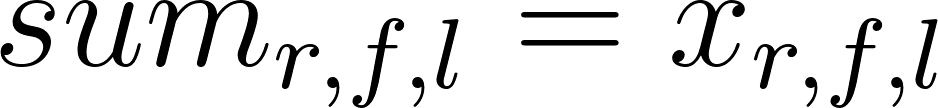 sum_{r,f,l} = x_{r,f,l}